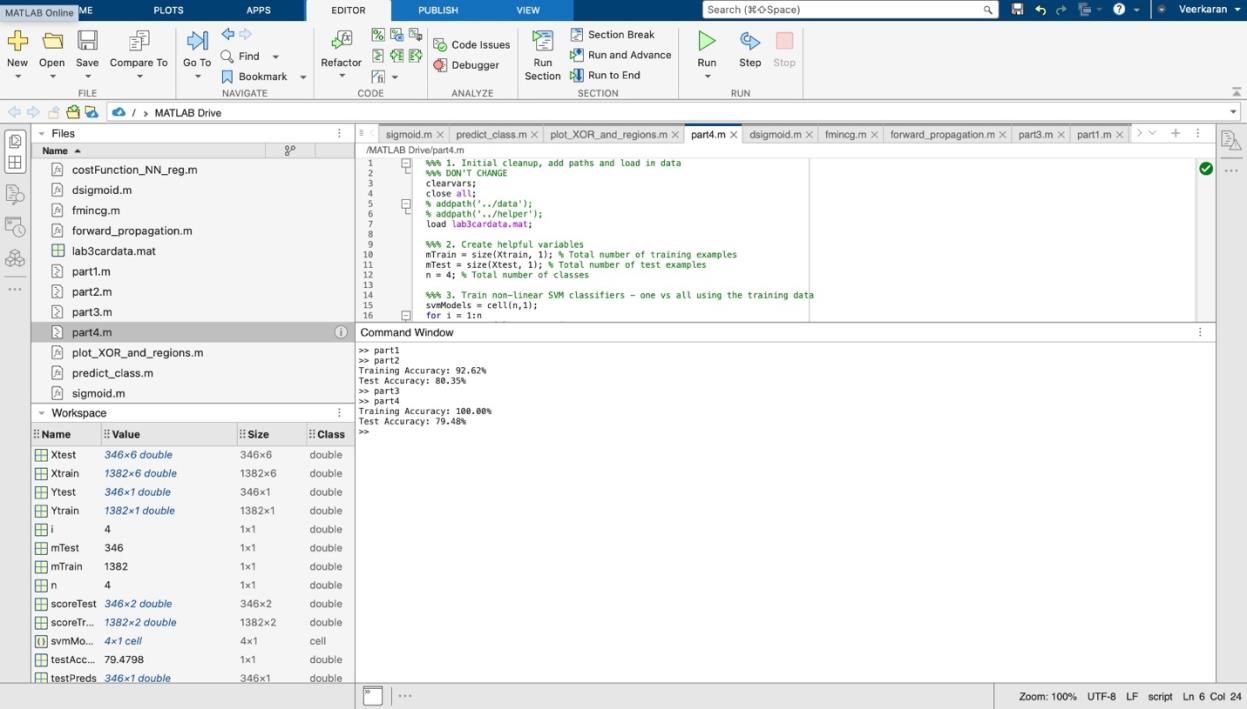 MATLAB Online
ME PLOTS APPS EDITOR PUBLISH VIEW
Search (⌘⇧Space)
Veerkaran
New Open Save Compare To
Go To Find Bookmark
Refactor
Code Issues
Debugger
Run Section
Section Break
Run and Advance
Run to End
Run Step Stop
FILE NAVIGATE CODE ANALYZE SECTION RUN
/ › MATLAB Drive
Files
Name
costFunction_NN_reg.m
dsigmoid.m
fmincg.m
forward_propagation.m
lab3cardata.mat
part1.m
part2.m
part3.m
part4.m
plot_XOR_and_regions.m
predict_class.m
sigmoid.m
Workspace
Name Value Size Class
Xtest 346×6 double 346×6 double
Xtrain 1382×6 double 1382×6 double
Ytest 346×1 double 346×1 double
Ytrain 1382×1 double 1382×1 double
i 4 1×1 double
mTest 346 1×1 double
mTrain 1382 1×1 double
n 4 1×1 double
scoreTest 346×2 double 346×2 double
scoreTr... 1382×2 double 1382×2 double
svmMo... 4×1 cell 4×1 cell
testAcc... 79.4798 1×1 double
testPreds 346×1 double 346×1 double
sigmoid.m × predict_class.m × plot_XOR_and_regions.m × part4.m × dsigmoid.m × fmincg.m × forward_propagation.m × part3.m × part1.m ×
/MATLAB Drive/part4.m
1 %%% 1. Initial cleanup, add paths and load in data
2 %%% DON'T CHANGE
3 clearvars;
4 close all;
5 % addpath('../data');
6 % addpath('../helper');
7 load lab3cardata.mat;
8
9 %%% 2. Create helpful variables
10 mTrain = size(Xtrain, 1); % Total number of training examples
11 mTest = size(Xtest, 1); % Total number of test examples
12 n = 4; % Total number of classes
13
14 %%% 3. Train non-linear SVM classifiers - one vs all using the training data
15 svmModels = cell(n,1);
16 for i = 1:n
Command Window
>> part1
>> part2
Training Accuracy: 92.62%
Test Accuracy: 80.35%
>> part3
>> part4
Training Accuracy: 100.00%
Test Accuracy: 79.48%
>>
Zoom: 100% UTF-8 LF script Ln 6 Col 24